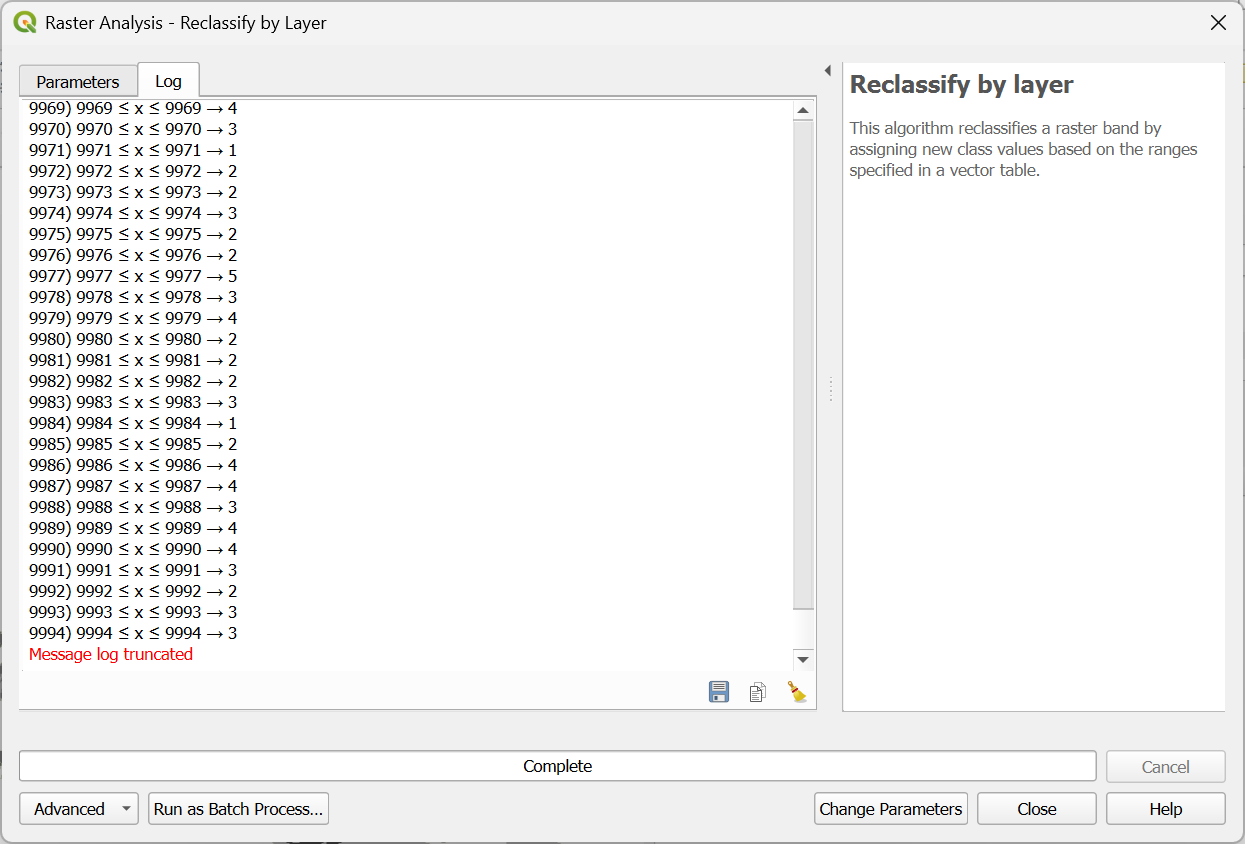 Raster Analysis - Reclassify by Layer
Parameters
Log
9969) 9969 ≤ x ≤ 9969 → 4
9970) 9970 ≤ x ≤ 9970 → 3
9971) 9971 ≤ x ≤ 9971 → 1
9972) 9972 ≤ x ≤ 9972 → 2
9973) 9973 ≤ x ≤ 9973 → 2
9974) 9974 ≤ x ≤ 9974 → 3
9975) 9975 ≤ x ≤ 9975 → 2
9976) 9976 ≤ x ≤ 9976 → 2
9977) 9977 ≤ x ≤ 9977 → 5
9978) 9978 ≤ x ≤ 9978 → 3
9979) 9979 ≤ x ≤ 9979 → 4
9980) 9980 ≤ x ≤ 9980 → 2
9981) 9981 ≤ x ≤ 9981 → 2
9982) 9982 ≤ x ≤ 9982 → 2
9983) 9983 ≤ x ≤ 9983 → 3
9984) 9984 ≤ x ≤ 9984 → 1
9985) 9985 ≤ x ≤ 9985 → 2
9986) 9986 ≤ x ≤ 9986 → 4
9987) 9987 ≤ x ≤ 9987 → 4
9988) 9988 ≤ x ≤ 9988 → 3
9989) 9989 ≤ x ≤ 9989 → 4
9990) 9990 ≤ x ≤ 9990 → 4
9991) 9991 ≤ x ≤ 9991 → 3
9992) 9992 ≤ x ≤ 9992 → 2
9993) 9993 ≤ x ≤ 9993 → 3
9994) 9994 ≤ x ≤ 9994 → 3
Message log truncated
Reclassify by layer
This algorithm reclassifies a raster band by
assigning new class values based on the ranges
specified in a vector table.
Complete
Cancel
Advanced
Run as Batch Process...
Change Parameters
Close
Help